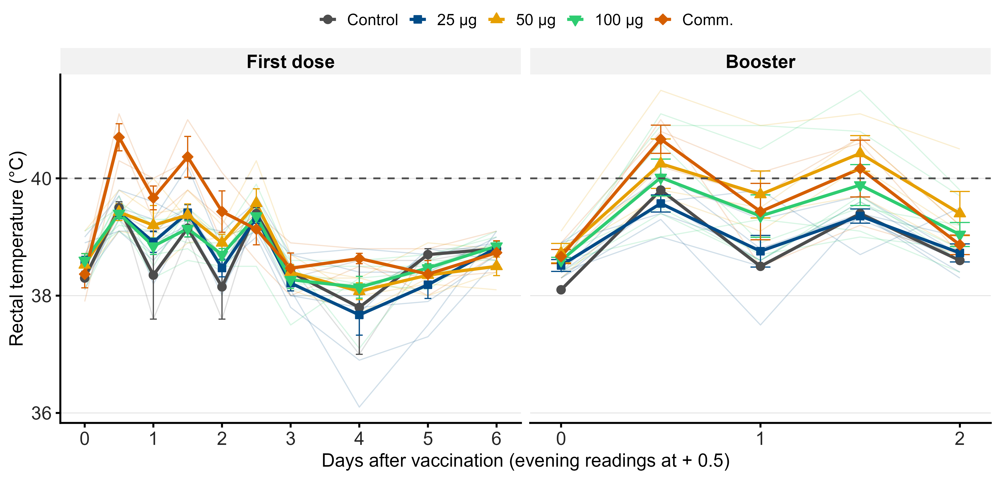 Control 25 µg 50 µg 100 µg Comm.
First dose Booster
Rectal temperature (°C)
40
38
36
0 1 2 3 4 5 6 0 1 2
Days after vaccination (evening readings at + 0.5)